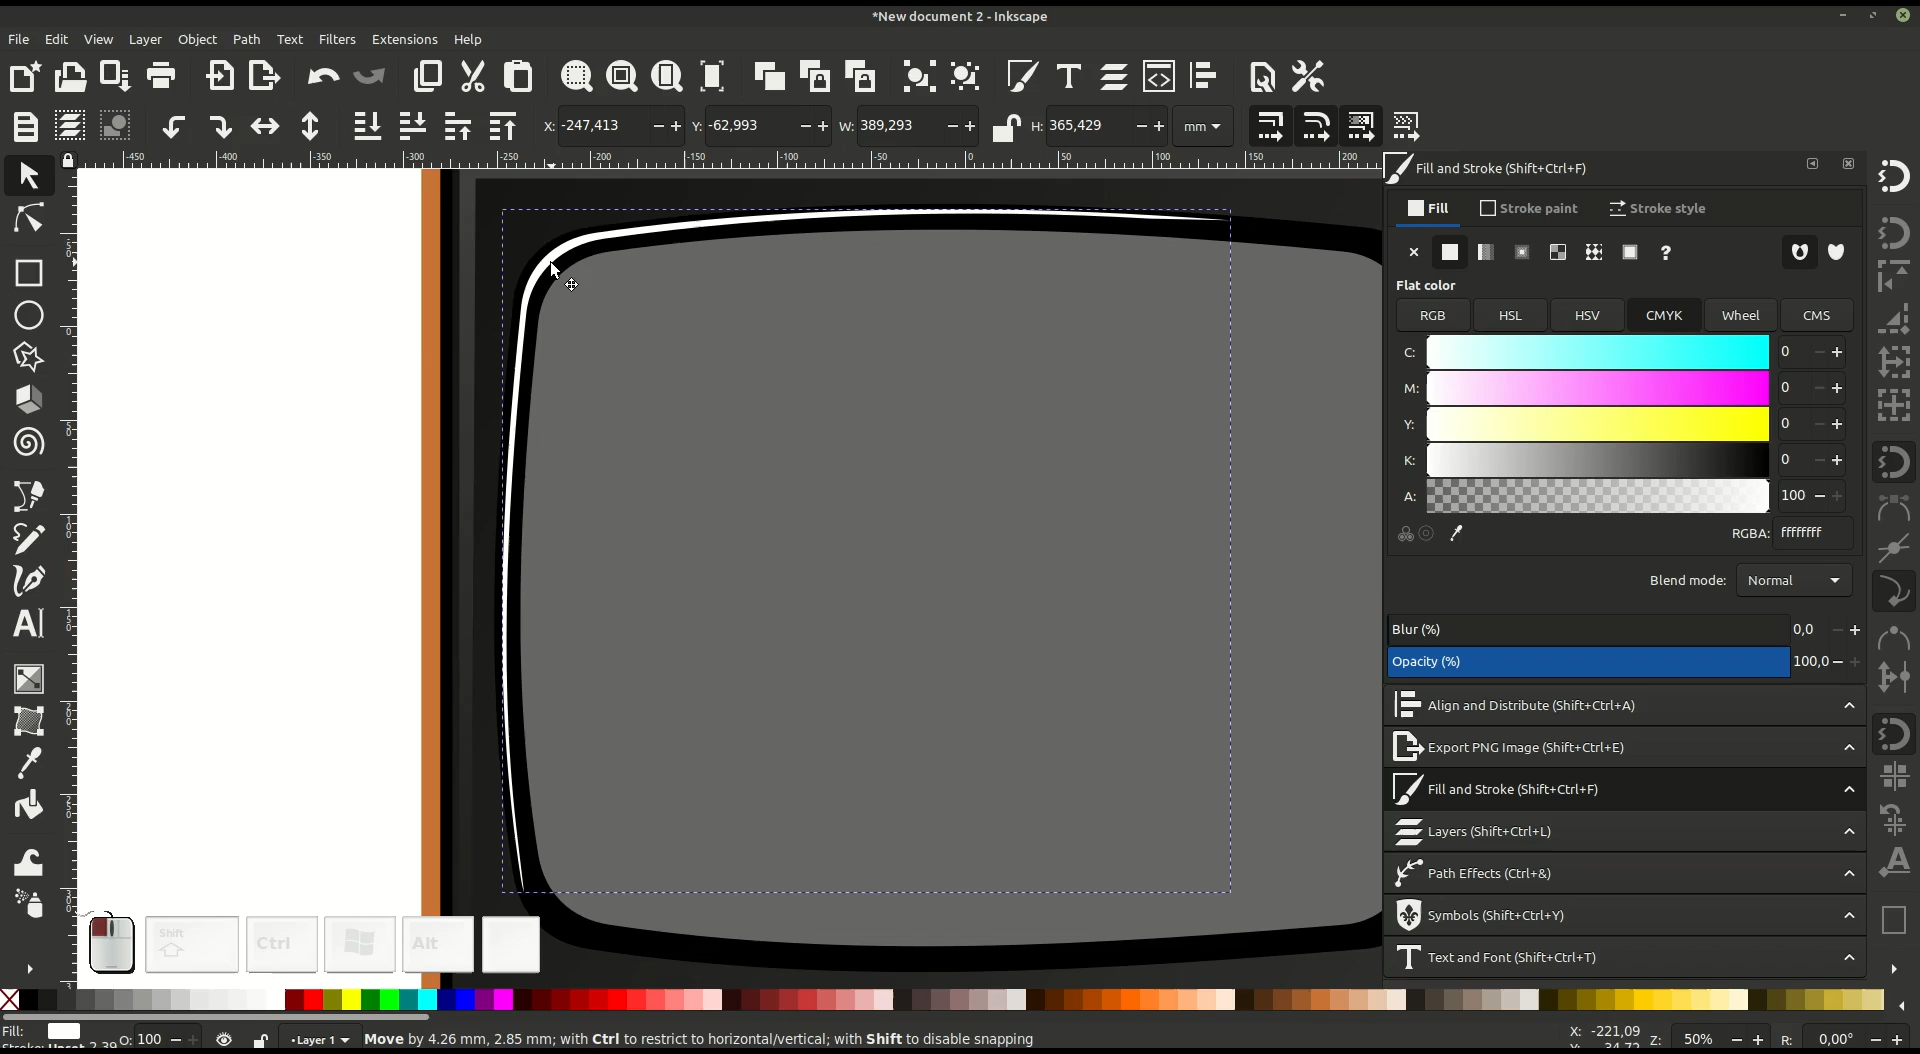 *New document 2 - Inkscape
File Edit View Layer Object Path Text Filters Extensions Help
X: -247,413 Y: -62,993 W: 389,293 H: 365,429 mm
-450 -400 -350 -300 -250 -200 -150 -100 -50 0 50 100 150 200
Fill and Stroke (Shift+Ctrl+F)
Fill Stroke paint Stroke style
?
Flat color
RGB HSL HSV CMYK Wheel CMS
C: 0
M: 0
Y: 0
K: 0
A: 100
RGBA: ffffffff
Blend mode: Normal
Blur (%) 0,0
Opacity (%) 100,0
Align and Distribute (Shift+Ctrl+A)
Export PNG Image (Shift+Ctrl+E)
Fill and Stroke (Shift+Ctrl+F)
Layers (Shift+Ctrl+L)
Path Effects (Ctrl+&)
Symbols (Shift+Ctrl+Y)
Text and Font (Shift+Ctrl+T)
Shift Ctrl Alt
Fill: O: 100 •Layer 1 Move by 4.26 mm, 2.85 mm; with Ctrl to restrict to horizontal/vertical; with Shift to disable snapping X: -221,09 Z: 50% R: 0,00°